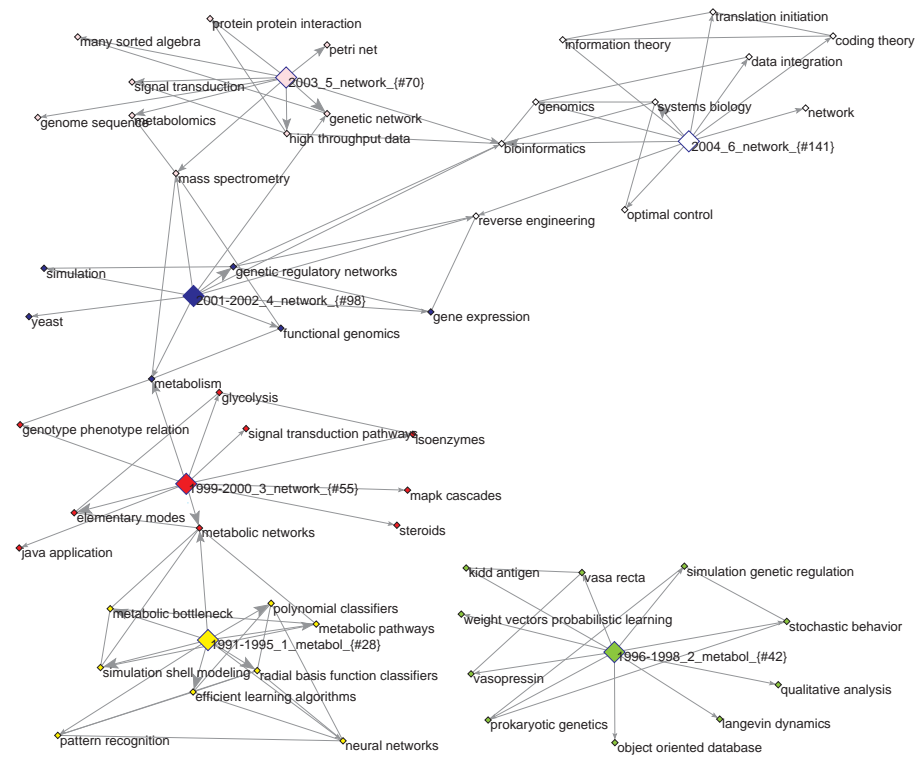 protein protein interaction
many sorted algebra
petri net
2003_5_network_{#70}
signal transduction
genome sequence
metabolomics
genetic network
high throughput data
mass spectrometry
translation initiation
information theory
coding theory
data integration
genomics
systems biology
network
bioinformatics
2004_6_network_{#141}
optimal control
reverse engineering
simulation
genetic regulatory networks
2001-2002_4_network_{#98}
yeast
gene expression
functional genomics
metabolism
glycolysis
genotype phenotype relation
signal transduction pathways
isoenzymes
1999-2000_3_network_{#55}
mapk cascades
elementary modes
metabolic networks
steroids
java application
metabolic bottleneck
polynomial classifiers
metabolic pathways
1991-1995_1_metabol_{#28}
simulation shell modeling
radial basis function classifiers
efficient learning algorithms
pattern recognition
neural networks
kidd antigen
vasa recta
simulation genetic regulation
weight vectors probabilistic learning
stochastic behavior
1996-1998_2_metabol_{#42}
vasopressin
qualitative analysis
prokaryotic genetics
langevin dynamics
object oriented database